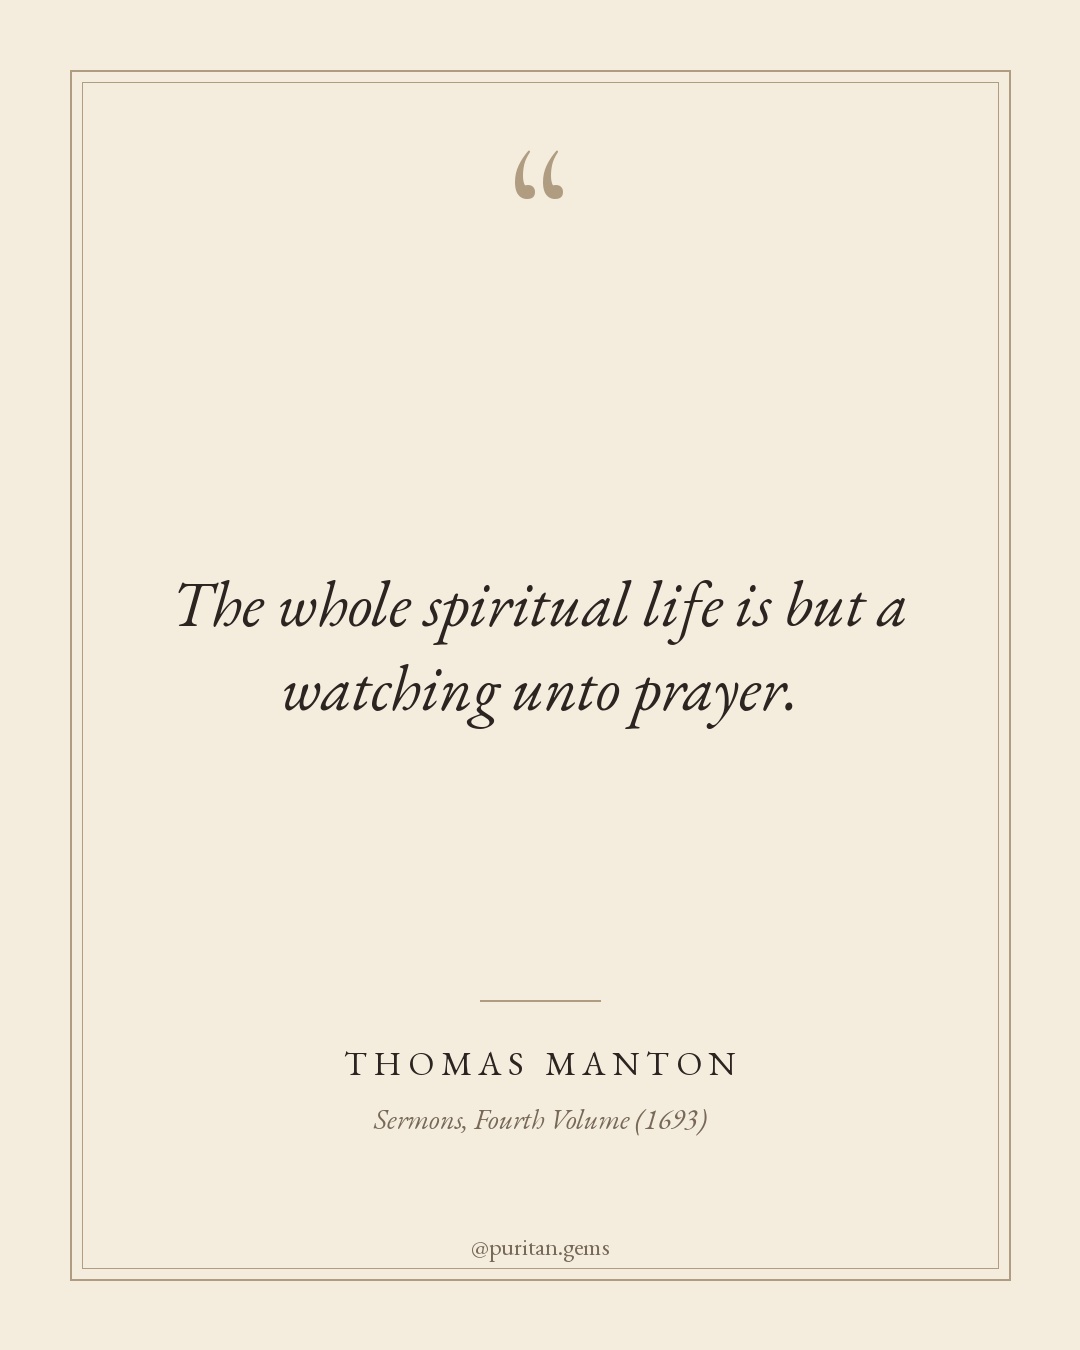 “
The whole spiritual life is but a
watching unto prayer.
THOMAS MANTON
Sermons, Fourth Volume (1693)
@puritan.gems